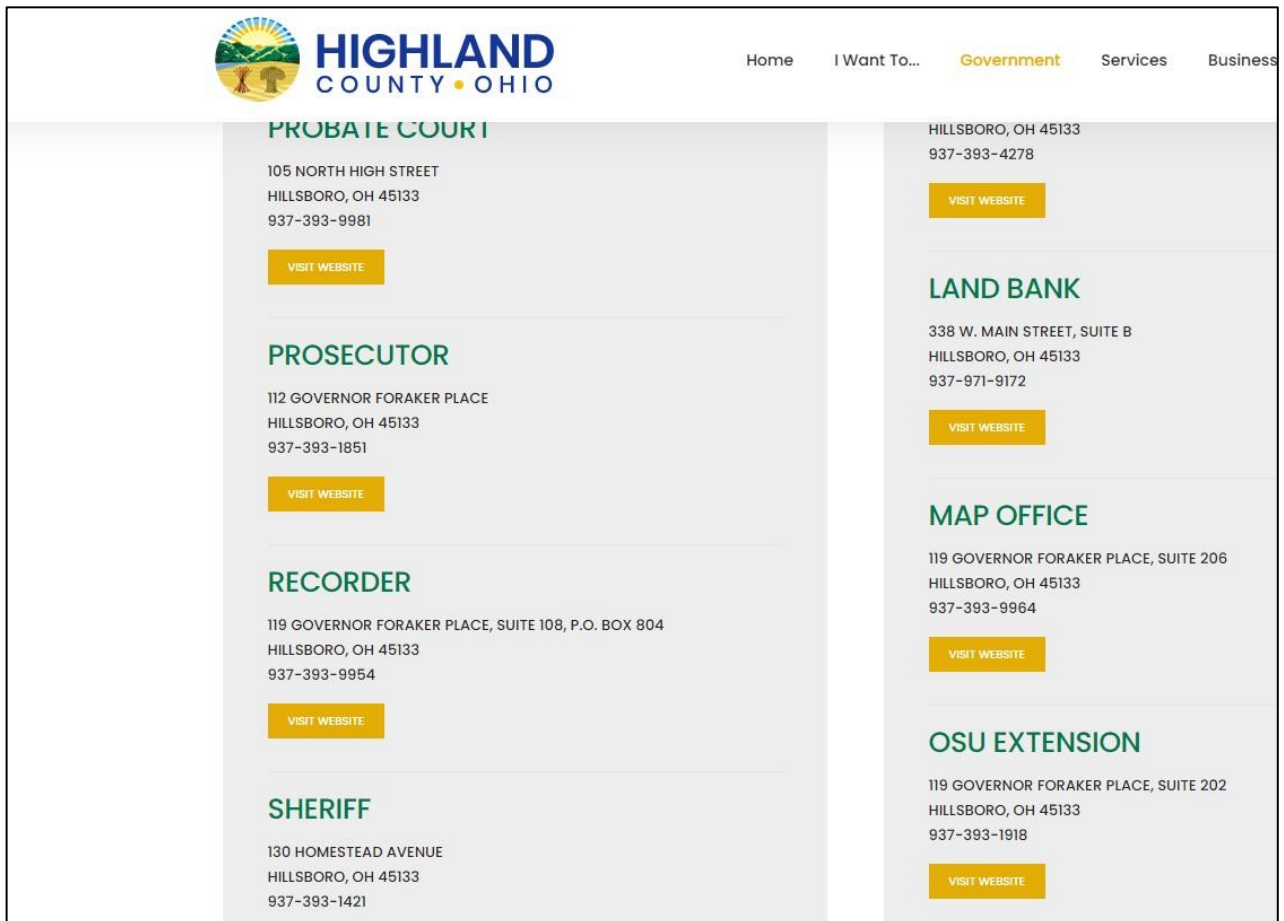 HIGHLAND
COUNTY • OHIO
Home I Want To... Government Services Business
PROBATE COURT
105 NORTH HIGH STREET
HILLSBORO, OH 45133
937-393-9981
VISIT WEBSITE
PROSECUTOR
112 GOVERNOR FORAKER PLACE
HILLSBORO, OH 45133
937-393-1851
VISIT WEBSITE
RECORDER
119 GOVERNOR FORAKER PLACE, SUITE 108, P.O. BOX 804
HILLSBORO, OH 45133
937-393-9954
VISIT WEBSITE
SHERIFF
130 HOMESTEAD AVENUE
HILLSBORO, OH 45133
937-393-1421
HILLSBORO, OH 45133
937-393-4278
VISIT WEBSITE
LAND BANK
338 W. MAIN STREET, SUITE B
HILLSBORO, OH 45133
937-971-9172
VISIT WEBSITE
MAP OFFICE
119 GOVERNOR FORAKER PLACE, SUITE 206
HILLSBORO, OH 45133
937-393-9964
VISIT WEBSITE
OSU EXTENSION
119 GOVERNOR FORAKER PLACE, SUITE 202
HILLSBORO, OH 45133
937-393-1918
VISIT WEBSITE